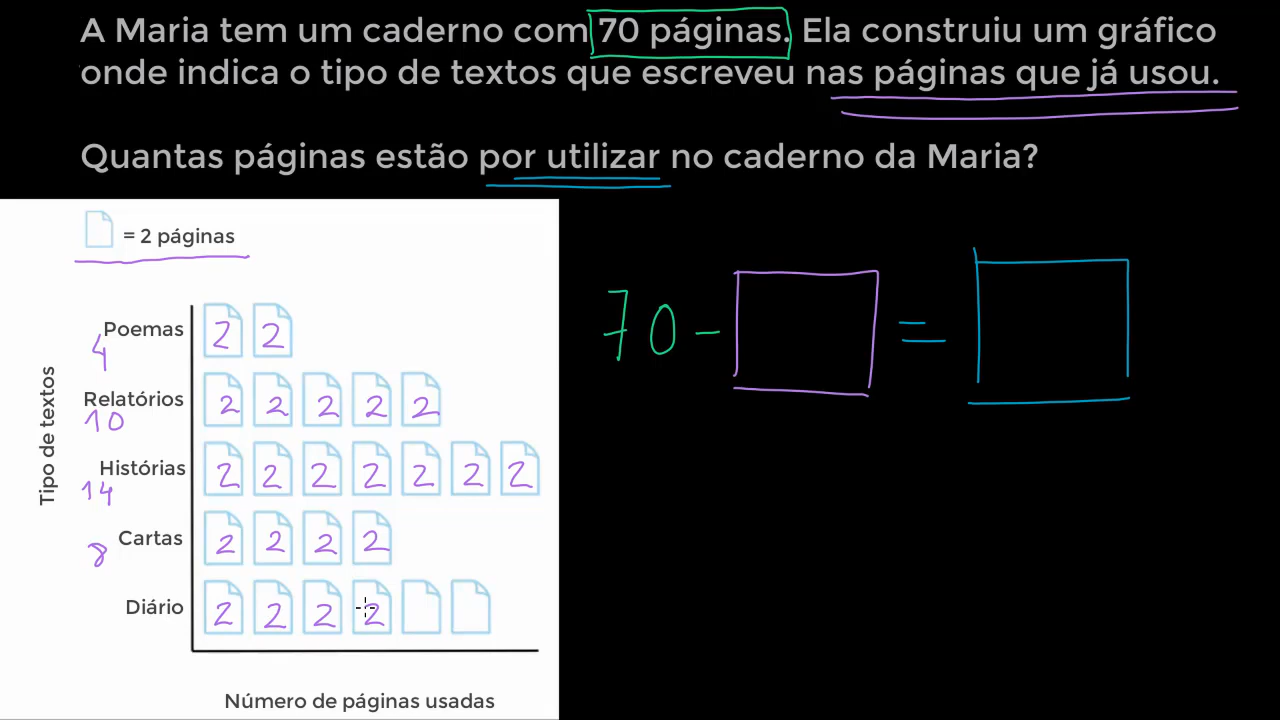 A Maria tem um caderno com 70 páginas. Ela construiu um gráfico
onde indica o tipo de textos que escreveu nas páginas que já usou.
Quantas páginas estão por utilizar no caderno da Maria?
= 2 páginas
70 - =
Tipo de textos
Poemas 2 2
4
Relatórios 2 2 2 2 2
10
Histórias 2 2 2 2 2 2 2
14
Cartas 2 2 2 2
8
Diário 2 2 2 2
Número de páginas usadas